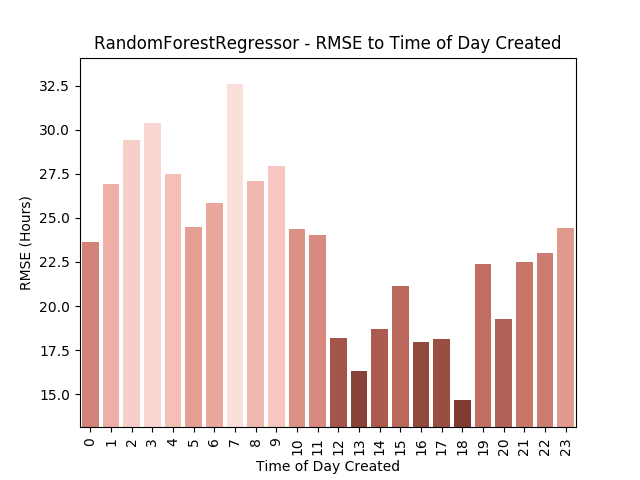 RandomForestRegressor - RMSE to Time of Day Created
32.5
30.0
27.5
25.0
22.5
20.0
17.5
15.0
RMSE (Hours)
0 1 2 3 4 5 6 7 8 9 10 11 12 13 14 15 16 17 18 19 20 21 22 23
Time of Day Created